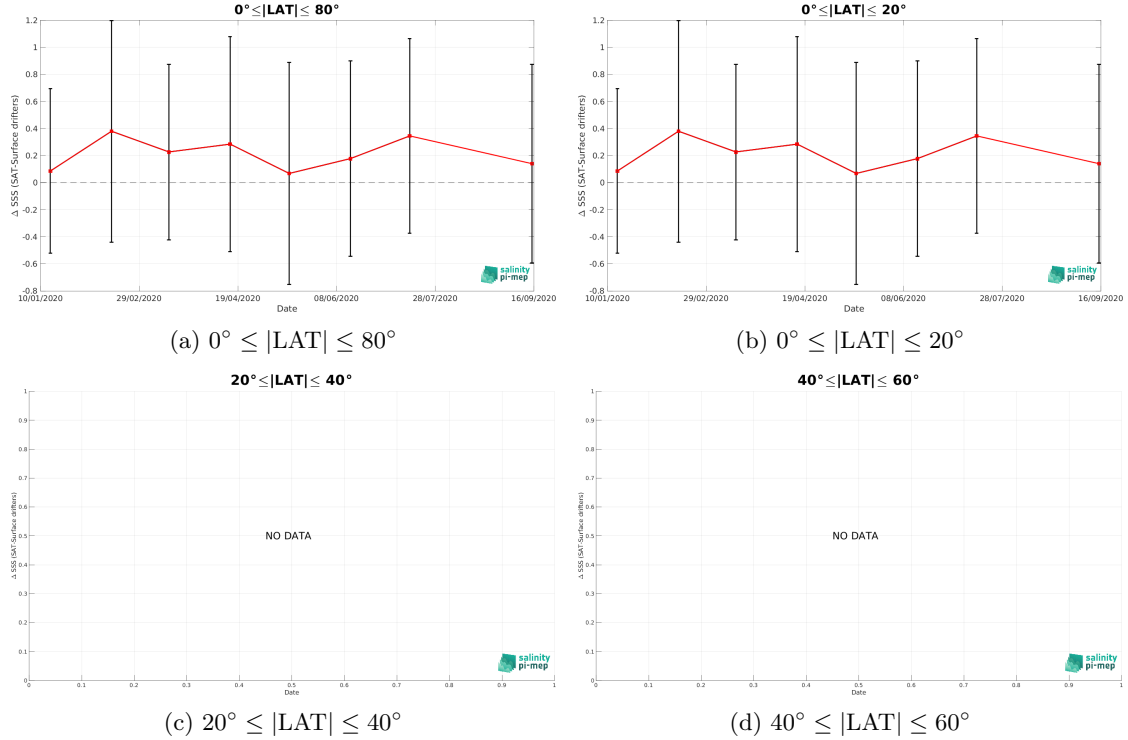 0°≤|LAT|≤ 80°
Δ SSS (SAT-Surface drifters)
1.2
1
0.8
0.6
0.4
0.2
0
-0.2
-0.4
-0.6
-0.8
10/01/2020 29/02/2020 19/04/2020 08/06/2020 28/07/2020 16/09/2020
Date
salinity
pi-mep
(a) 0° ≤ |LAT| ≤ 80°
0°≤|LAT|≤ 20°
Δ SSS (SAT-Surface drifters)
1.2
1
0.8
0.6
0.4
0.2
0
-0.2
-0.4
-0.6
-0.8
10/01/2020 29/02/2020 19/04/2020 08/06/2020 28/07/2020 16/09/2020
Date
salinity
pi-mep
(b) 0° ≤ |LAT| ≤ 20°
20°≤|LAT|≤ 40°
Δ SSS (SAT-Surface drifters)
1
0.9
0.8
0.7
0.6
0.5
0.4
0.3
0.2
0.1
0
NO DATA
0 0.1 0.2 0.3 0.4 0.5 0.6 0.7 0.8 0.9 1
Date
salinity
pi-mep
(c) 20° ≤ |LAT| ≤ 40°
40°≤|LAT|≤ 60°
Δ SSS (SAT-Surface drifters)
1
0.9
0.8
0.7
0.6
0.5
0.4
0.3
0.2
0.1
0
NO DATA
0 0.1 0.2 0.3 0.4 0.5 0.6 0.7 0.8 0.9 1
Date
salinity
pi-mep
(d) 40° ≤ |LAT| ≤ 60°